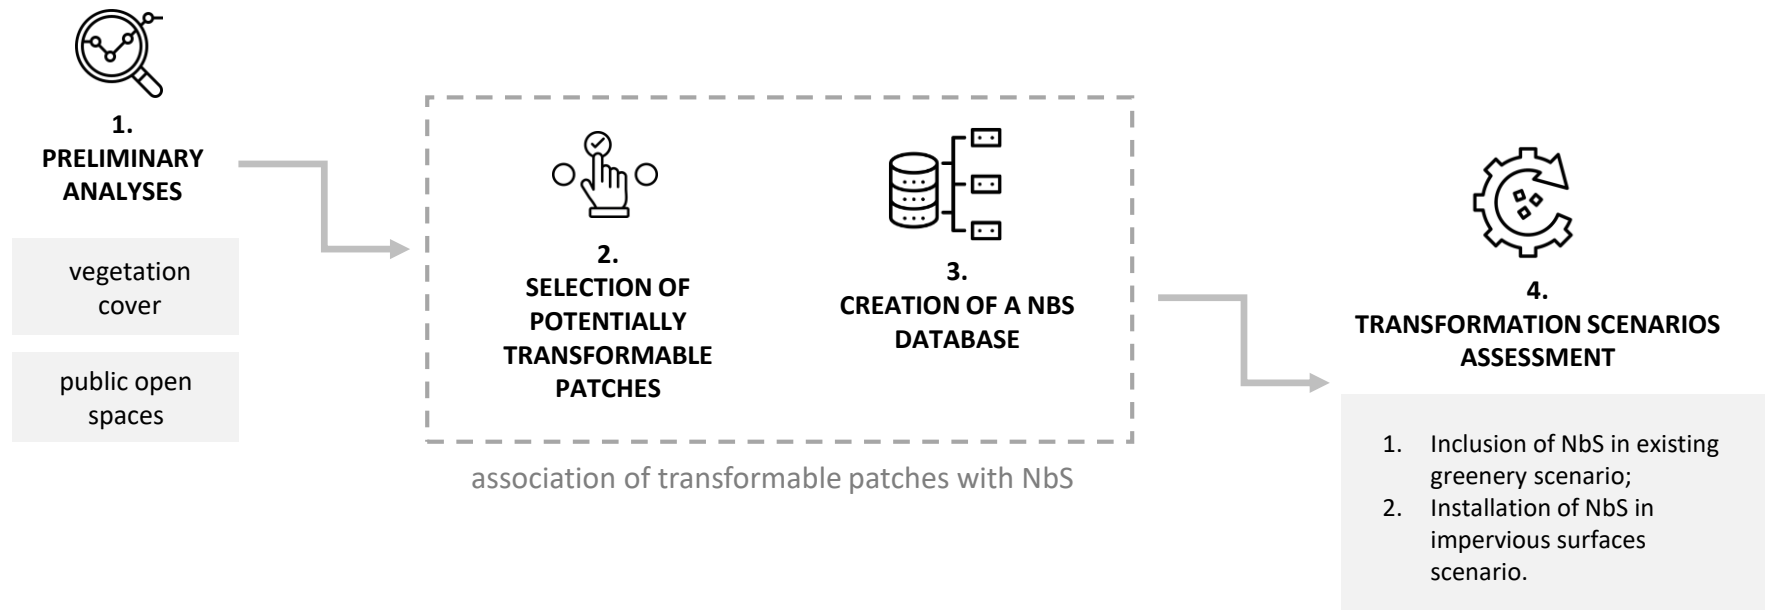 1.
PRELIMINARY
ANALYSES
vegetation
cover
public open
spaces
2.
SELECTION OF
POTENTIALLY
TRANSFORMABLE
PATCHES
3.
CREATION OF A NBS
DATABASE
association of transformable patches with NbS
4.
TRANSFORMATION SCENARIOS
ASSESSMENT
1. Inclusion of NbS in existing
greenery scenario;
2. Installation of NbS in
impervious surfaces
scenario.